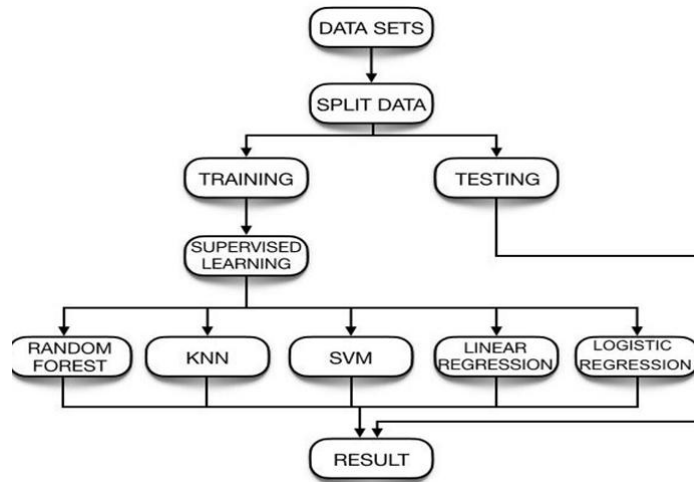 DATA SETS
SPLIT DATA
TRAINING
TESTING
SUPERVISED
LEARNING
RANDOM
FOREST
KNN
SVM
LINEAR
REGRESSION
LOGISTIC
REGRESSION
RESULT